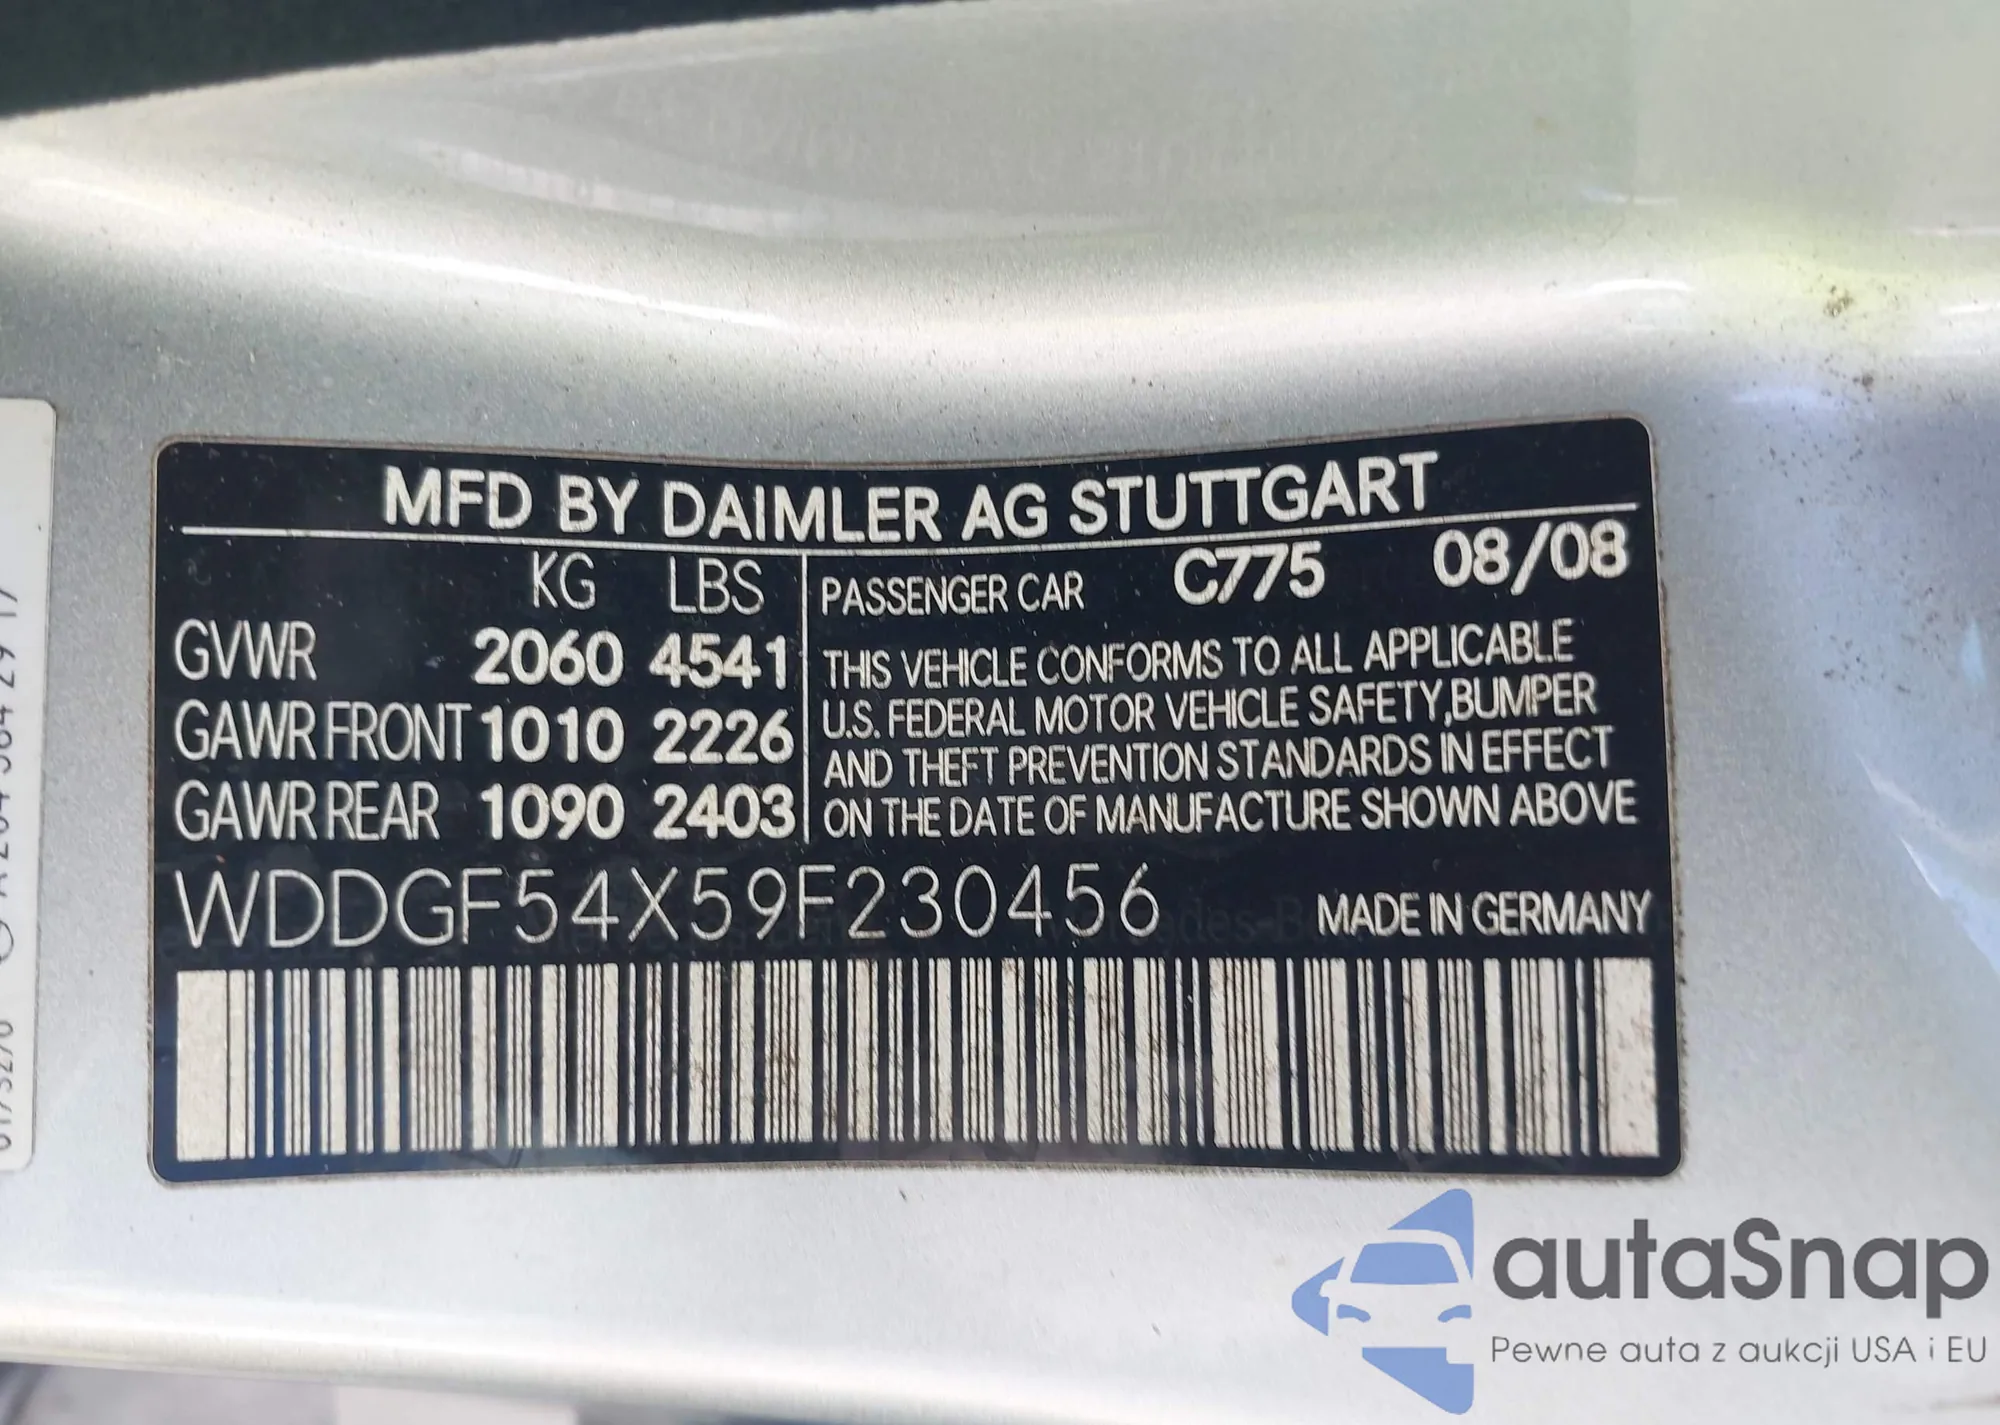 MFD BY DAIMLER AG STUTTGART
KG LBS
GVWR 2060 4541
GAWR FRONT 1010 2226
GAWR REAR 1090 2403
PASSENGER CAR C775 08/08
THIS VEHICLE CONFORMS TO ALL APPLICABLE
U.S. FEDERAL MOTOR VEHICLE SAFETY,BUMPER
AND THEFT PREVENTION STANDARDS IN EFFECT
ON THE DATE OF MANUFACTURE SHOWN ABOVE
WDDGF54X59F230456 MADE IN GERMANY
autaSnap
Pewne auta z aukcji USA i EU